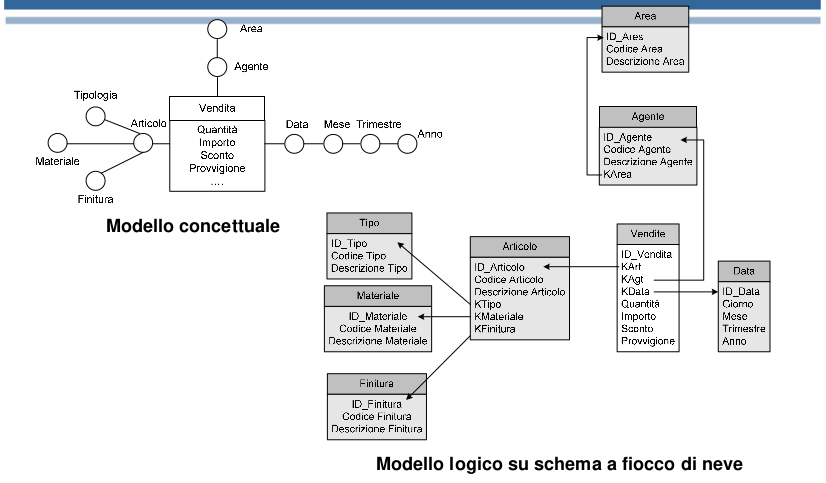 Area
Agente
Vendita
Quantità
Importo
Sconto
Provvigione
....
Tipologia
Articolo
Materiale
Finitura
Data
Mese
Trimestre
Anno
Modello concettuale
Area
ID_Ares
Codice Area
Descrizione Area
Agente
ID_Agente
Codice Agente
Descrizione Agente
KArea
Tipo
ID_Tipo
Codice Tipo
Descrizione Tipo
Materiale
ID_Materiale
Codice Materiale
Descrizione Materiale
Finitura
ID_Finitura
Codice Finitura
Descrizione Finitura
Articolo
ID_Articolo
Codice Articolo
Descrizione Articolo
KTipo
KMateriale
KFinitura
Vendite
ID_Vendita
KArt
KAgt
KData
Quantità
Importo
Sconto
Provvigione
Data
ID_Data
Giorno
Mese
Trimestre
Anno
Modello logico su schema a fiocco di neve